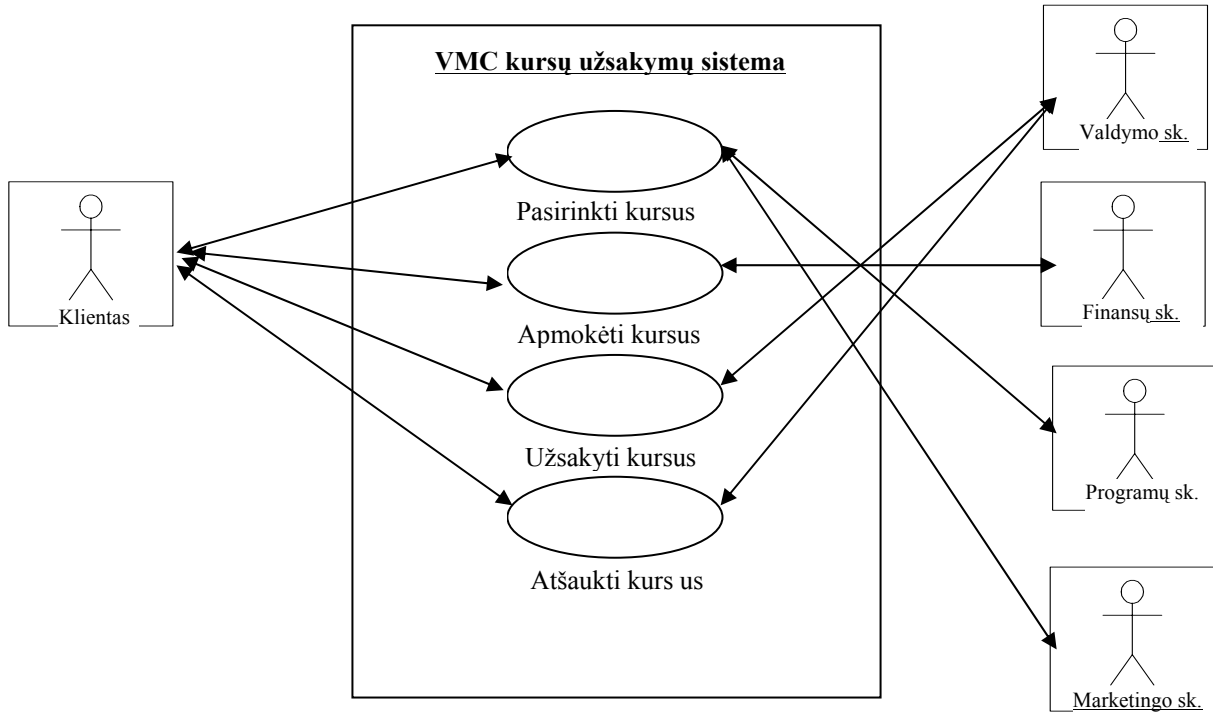 VMC kursų užsakymų sistema
Pasirinkti kursus
Apmokėti kursus
Užsakyti kursus
Atšaukti kurs us
Klientas
Valdymo sk.
Finansų sk.
Programų sk.
Marketingo sk.